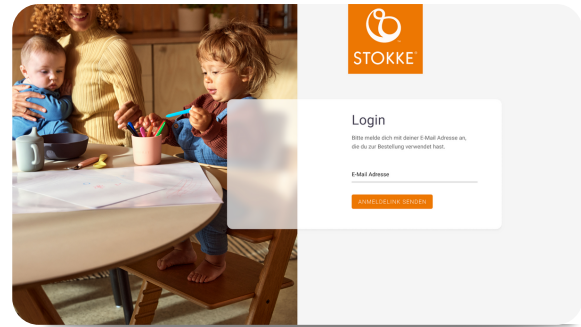 STOKKE
Login
Bitte melde dich mit deiner E-Mail Adresse an,
die du zur Bestellung verwendet hast.
E-Mail Adresse
ANMELDELINK SENDEN